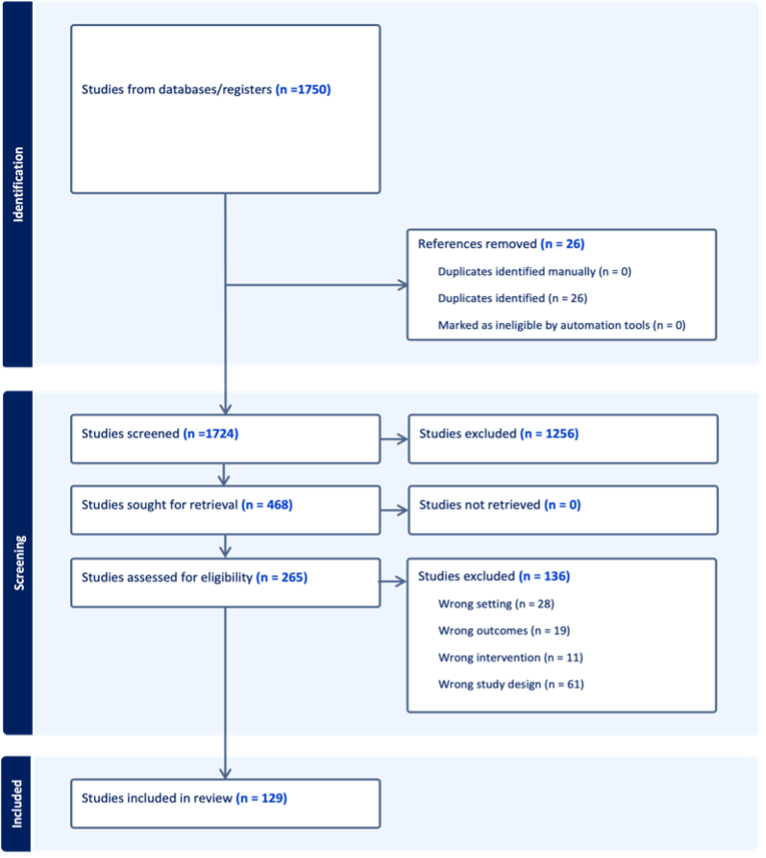 Identification
Studies from databases/registers (n =1750)
References removed (n = 26)
Duplicates identified manually (n = 0)
Duplicates identified (n = 26)
Marked as ineligible by automation tools (n = 0)
Screening
Studies screened (n =1724)
Studies excluded (n = 1256)
Studies sought for retrieval (n = 468)
Studies not retrieved (n = 0)
Studies assessed for eligibility (n = 265)
Studies excluded (n = 136)
Wrong setting (n = 28)
Wrong outcomes (n = 19)
Wrong intervention (n = 11)
Wrong study design (n = 61)
Included
Studies included in review (n = 129)